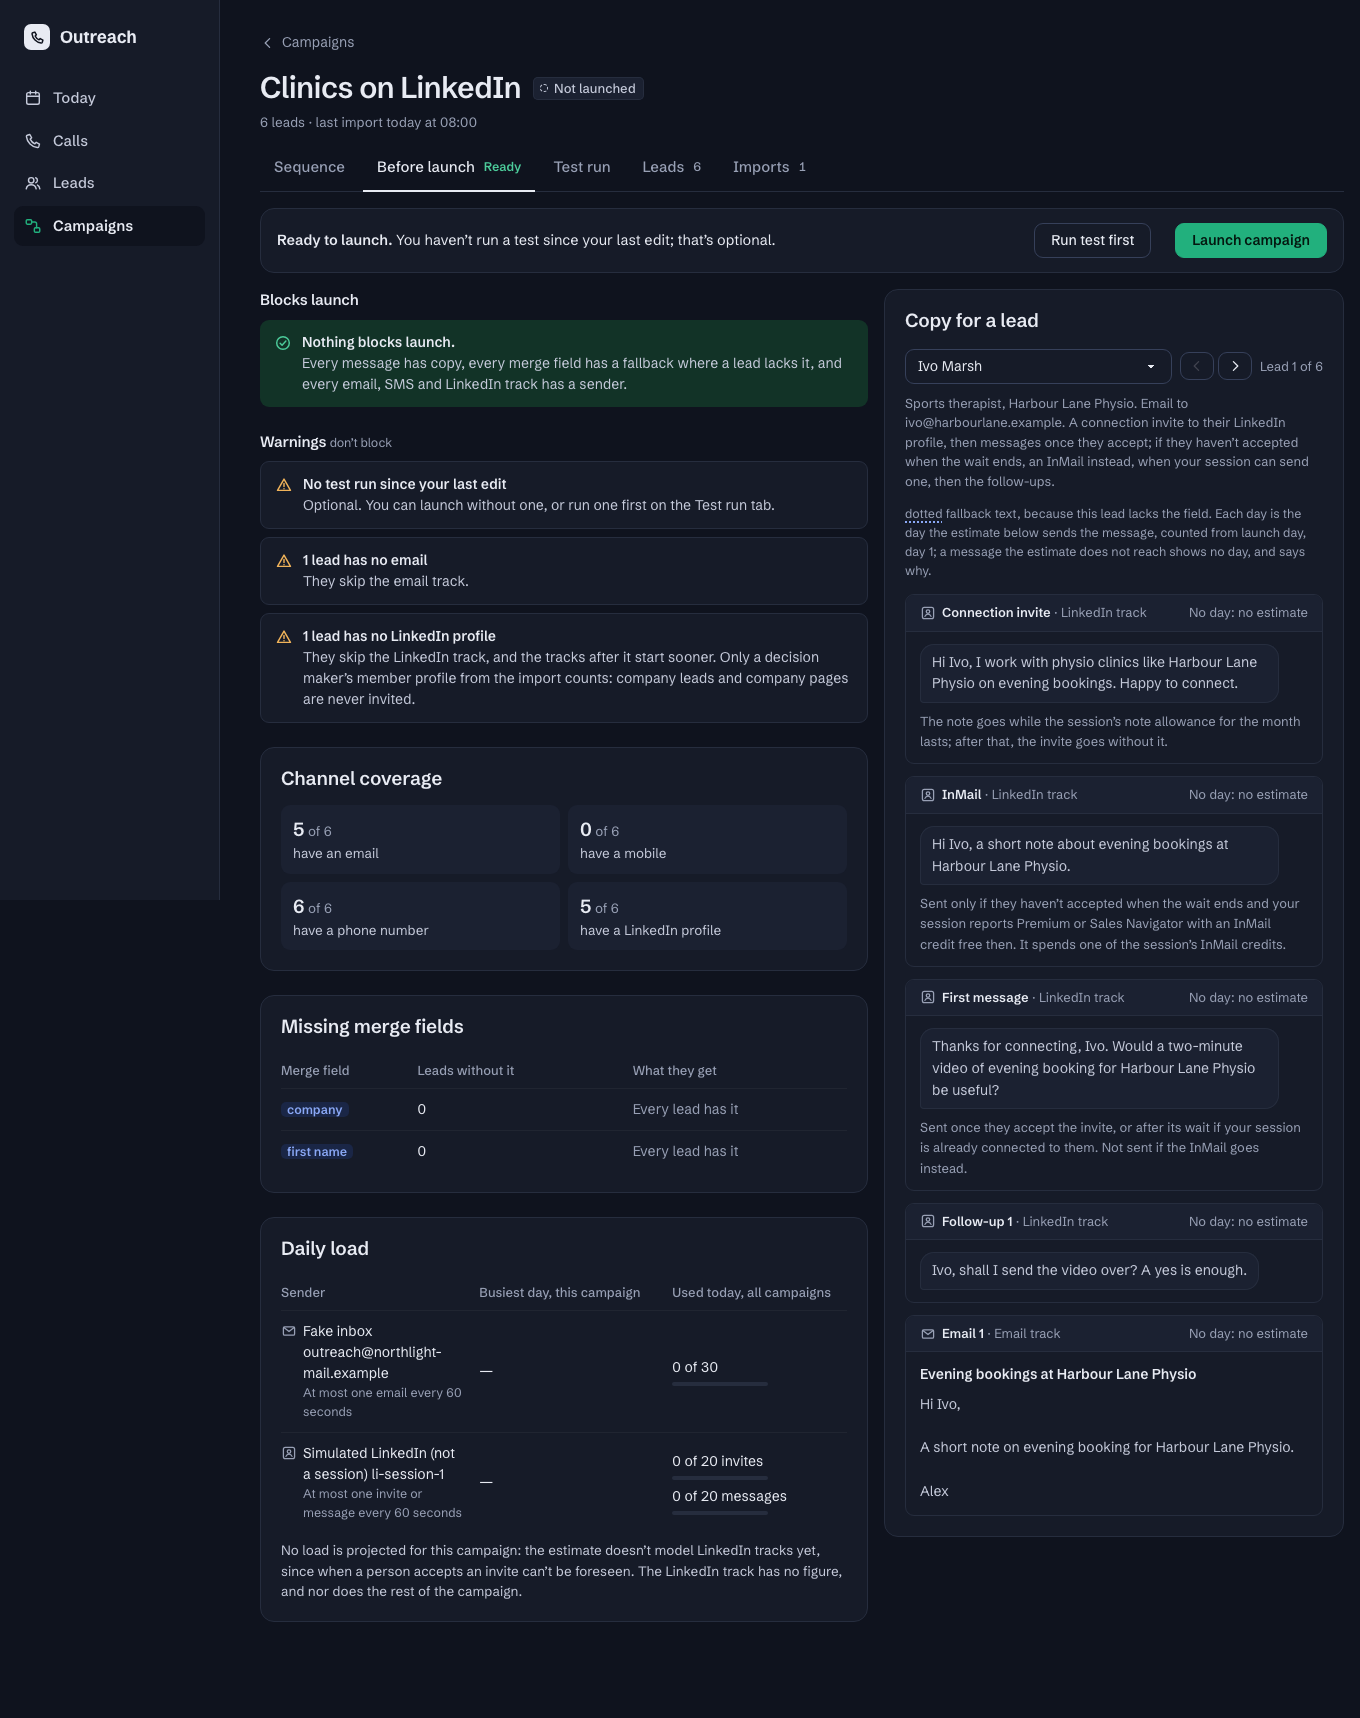 Outreach
Today
Calls
Leads
Campaigns
Campaigns
Clinics on LinkedIn
Not launched
6 leads · last import today at 08:00
Sequence
Before launch Ready
Test run
Leads 6
Imports 1
Ready to launch. You haven’t run a test since your last edit; that’s optional.
Run test first
Launch campaign
Blocks launch
Nothing blocks launch.
Every message has copy, every merge field has a fallback where a lead lacks it, and
every email, SMS and LinkedIn track has a sender.
Warnings don’t block
No test run since your last edit
Optional. You can launch without one, or run one first on the Test run tab.
1 lead has no email
They skip the email track.
1 lead has no LinkedIn profile
They skip the LinkedIn track, and the tracks after it start sooner. Only a decision
maker’s member profile from the import counts: company leads and company pages
are never invited.
Channel coverage
5 of 6
have an email
0 of 6
have a mobile
6 of 6
have a phone number
5 of 6
have a LinkedIn profile
Missing merge fields
Merge field
Leads without it
What they get
company
0
Every lead has it
first name
0
Every lead has it
Daily load
Sender
Busiest day, this campaign
Used today, all campaigns
Fake inbox
outreach@northlight-
mail.example
At most one email every 60
seconds
—
0 of 30
Simulated LinkedIn (not
a session) li-session-1
At most one invite or
message every 60 seconds
—
0 of 20 invites
0 of 20 messages
No load is projected for this campaign: the estimate doesn’t model LinkedIn tracks yet,
since when a person accepts an invite can’t be foreseen. The LinkedIn track has no figure,
and nor does the rest of the campaign.
Copy for a lead
Ivo Marsh
Lead 1 of 6
Sports therapist, Harbour Lane Physio. Email to
ivo@harbourlane.example. A connection invite to their LinkedIn
profile, then messages once they accept; if they haven’t accepted
when the wait ends, an InMail instead, when your session can send
one, then the follow-ups.
dotted fallback text, because this lead lacks the field. Each day is the
day the estimate below sends the message, counted from launch day,
day 1; a message the estimate does not reach shows no day, and says
why.
Connection invite · LinkedIn track
No day: no estimate
Hi Ivo, I work with physio clinics like Harbour Lane
Physio on evening bookings. Happy to connect.
The note goes while the session’s note allowance for the month
lasts; after that, the invite goes without it.
InMail · LinkedIn track
No day: no estimate
Hi Ivo, a short note about evening bookings at
Harbour Lane Physio.
Sent only if they haven’t accepted when the wait ends and your
session reports Premium or Sales Navigator with an InMail
credit free then. It spends one of the session’s InMail credits.
First message · LinkedIn track
No day: no estimate
Thanks for connecting, Ivo. Would a two-minute
video of evening booking for Harbour Lane Physio
be useful?
Sent once they accept the invite, or after its wait if your session
is already connected to them. Not sent if the InMail goes
instead.
Follow-up 1 · LinkedIn track
No day: no estimate
Ivo, shall I send the video over? A yes is enough.
Email 1 · Email track
No day: no estimate
Evening bookings at Harbour Lane Physio
Hi Ivo,
A short note on evening booking for Harbour Lane Physio.
Alex